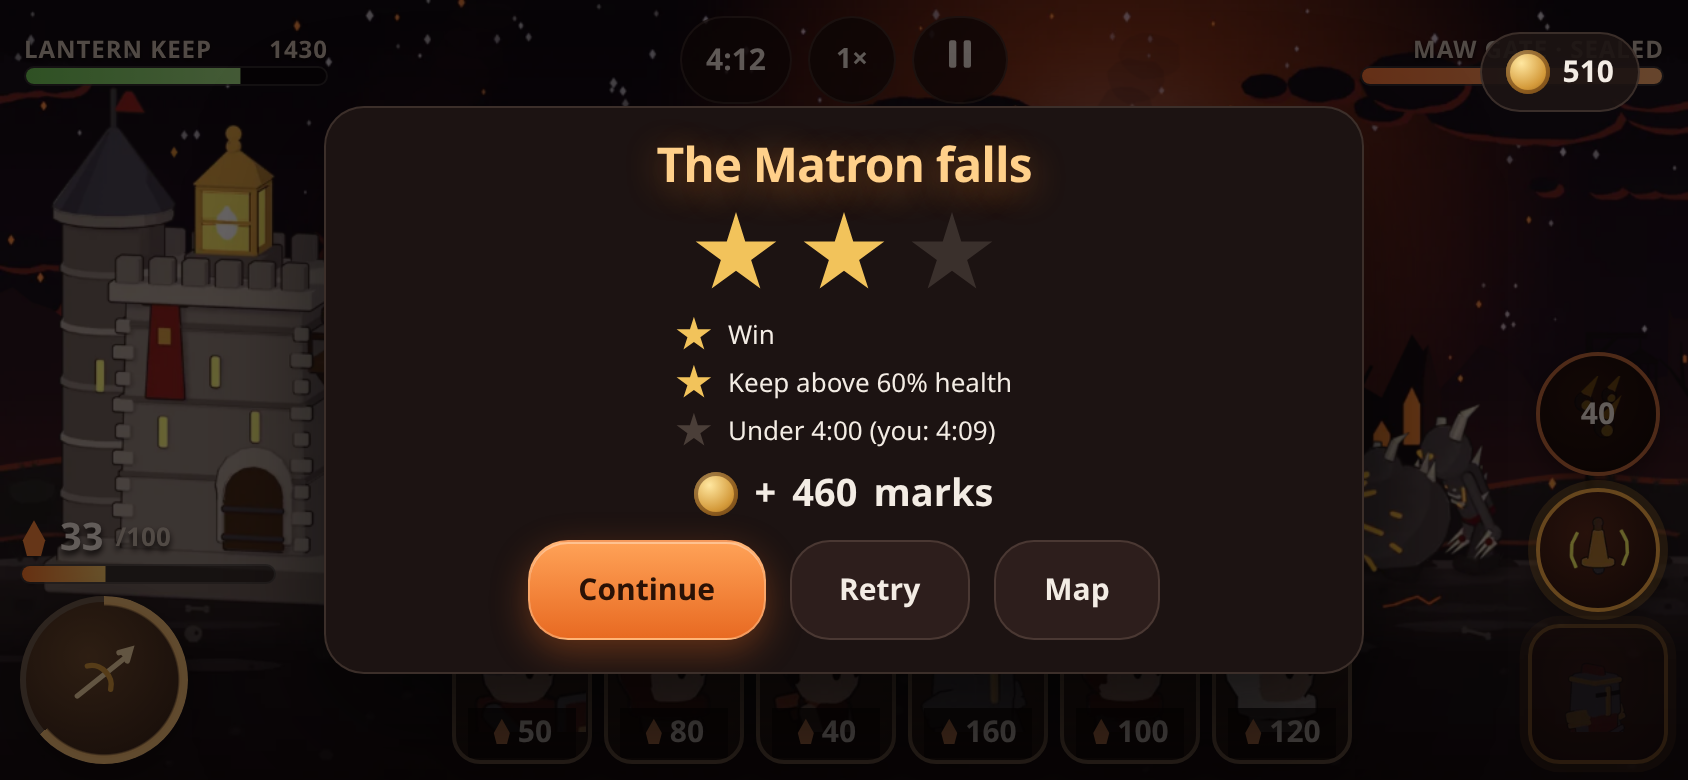 LANTERN KEEP 1430
4:12 1×
510
The Matron falls
Win
Keep above 60% health
Under 4:00 (you: 4:09)
+ 460 marks
Continue Retry Map
40
33 /100
50 80 40 160 100 120